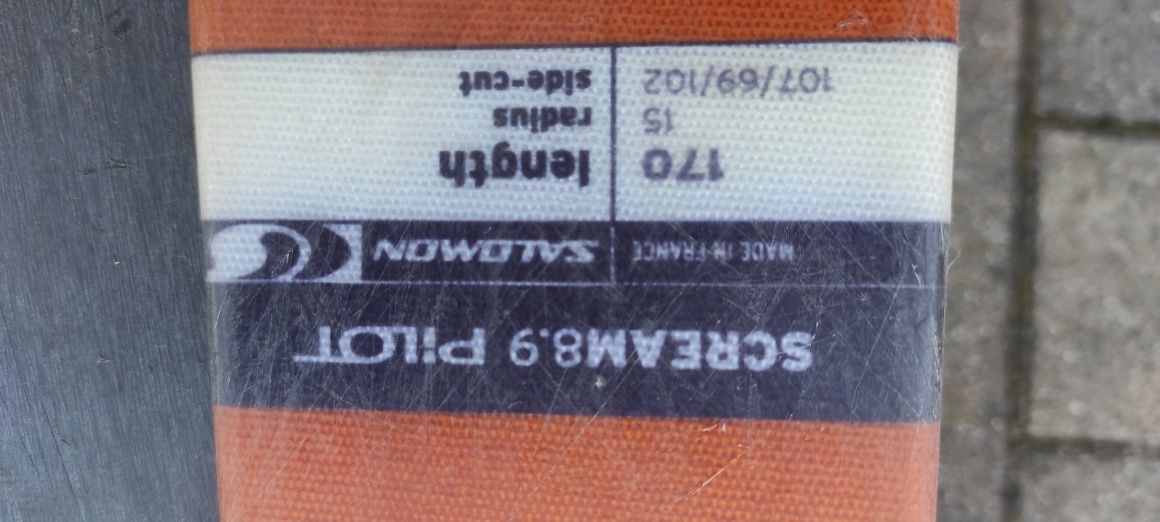 SCREAM8.9 PiLOT
MADE IN FRANCE SALOMON
170 length
15 radius
107/69/102 side-cut